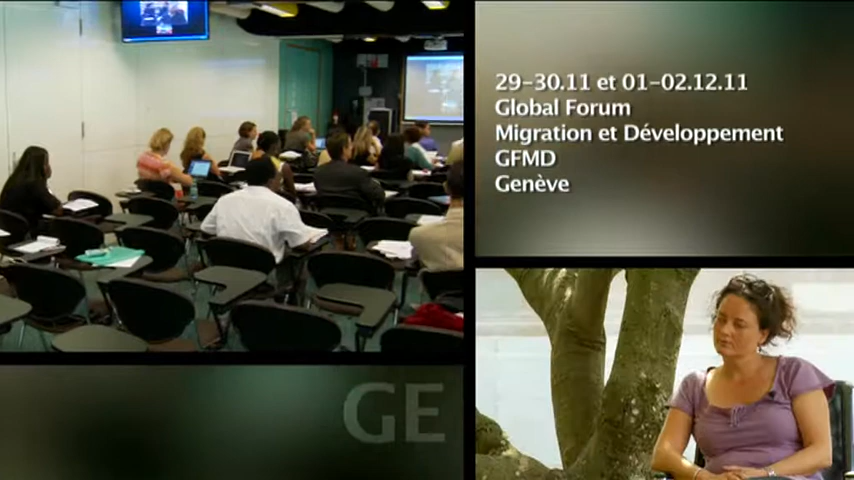 29-30.11 et 01-02.12.11
Global Forum
Migration et Développement
GFMD
Genève
GE